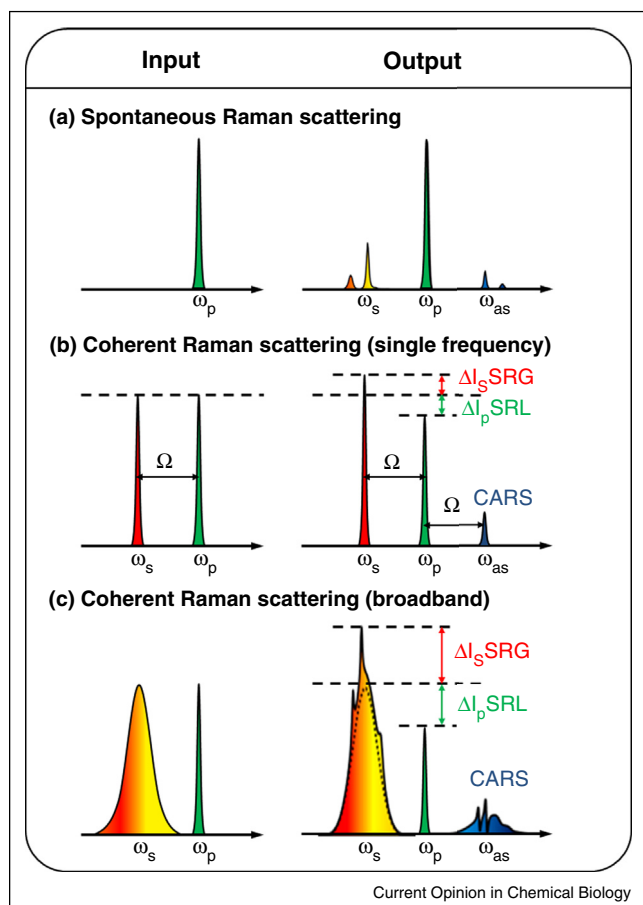 Input Output
(a) Spontaneous Raman scattering
ωp ωs ωp ωas
(b) Coherent Raman scattering (single frequency)
ΔISSRG
ΔIpSRL
Ω Ω CARS
Ω
ωs ωp ωs ωp ωas
(c) Coherent Raman scattering (broadband)
ΔISSRG
ΔIpSRL
CARS
ωs ωp ωs ωp ωas
Current Opinion in Chemical Biology